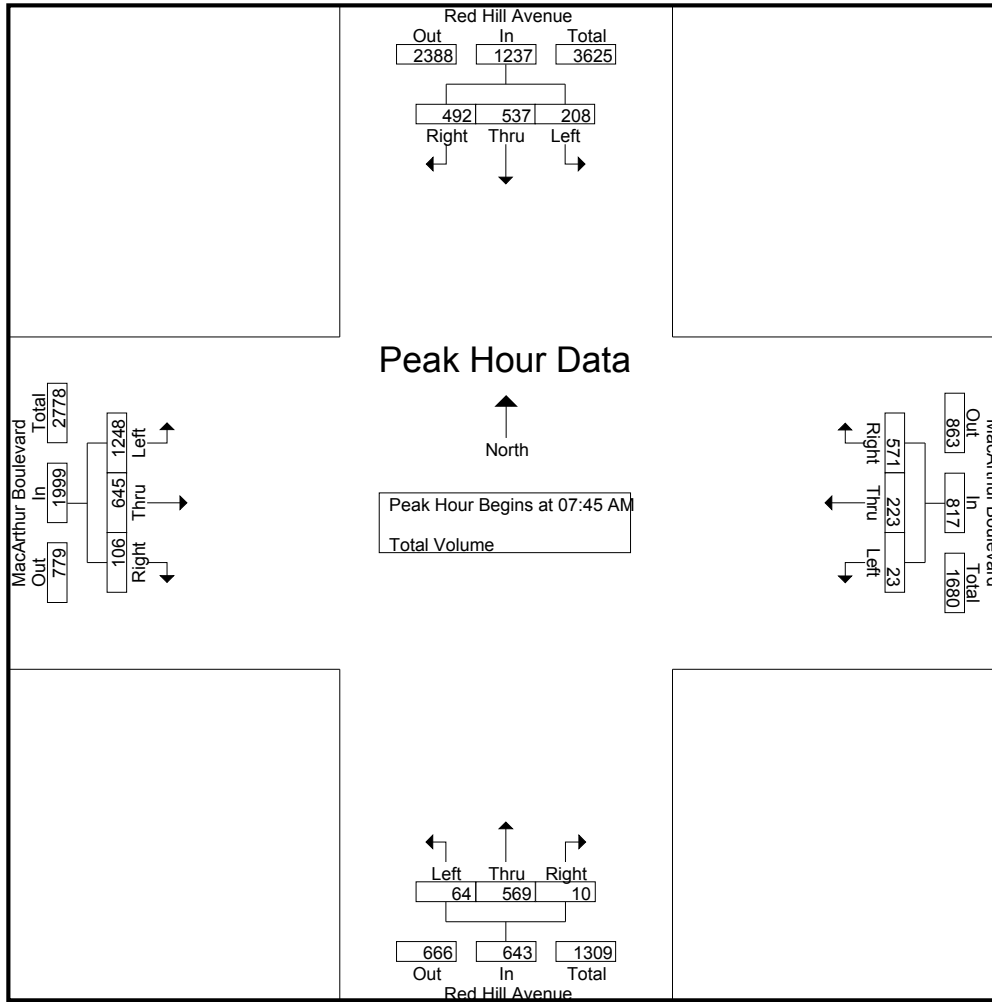 Red Hill Avenue
Out In Total
2388 1237 3625
492 537 208
Right Thru Left
Peak Hour Data
North
Peak Hour Begins at 07:45 AM
Total Volume
MacArthur Boulevard
Out In Total
779 1999 2778
106 645 1248
Right Thru Left
MacArthur Boulevard
Out In Total
863 817 1680
571 223 23
Right Thru Left
Left Thru Right
64 569 10
666 643 1309
Out In Total
Red Hill Avenue